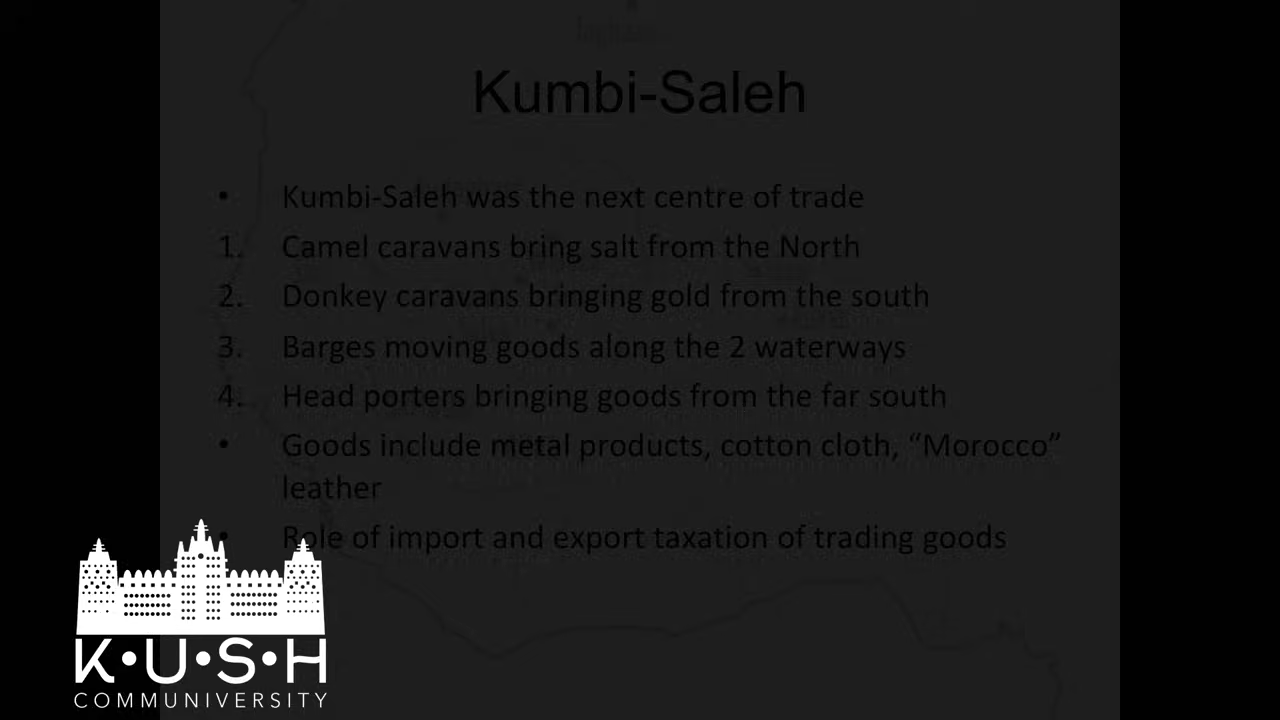 Kumbi-Saleh
• Kumbi-Saleh was the next centre of trade
1. Camel caravans bring salt from the North
2. Donkey caravans bringing gold from the south
3. Barges moving goods along the 2 waterways
4. Head porters bringing goods from the far south
• Goods include metal products, cotton cloth, “Morocco”
leather
• Role of import and export taxation of trading goods
K•U•S•H
COMMUNIVERSITY